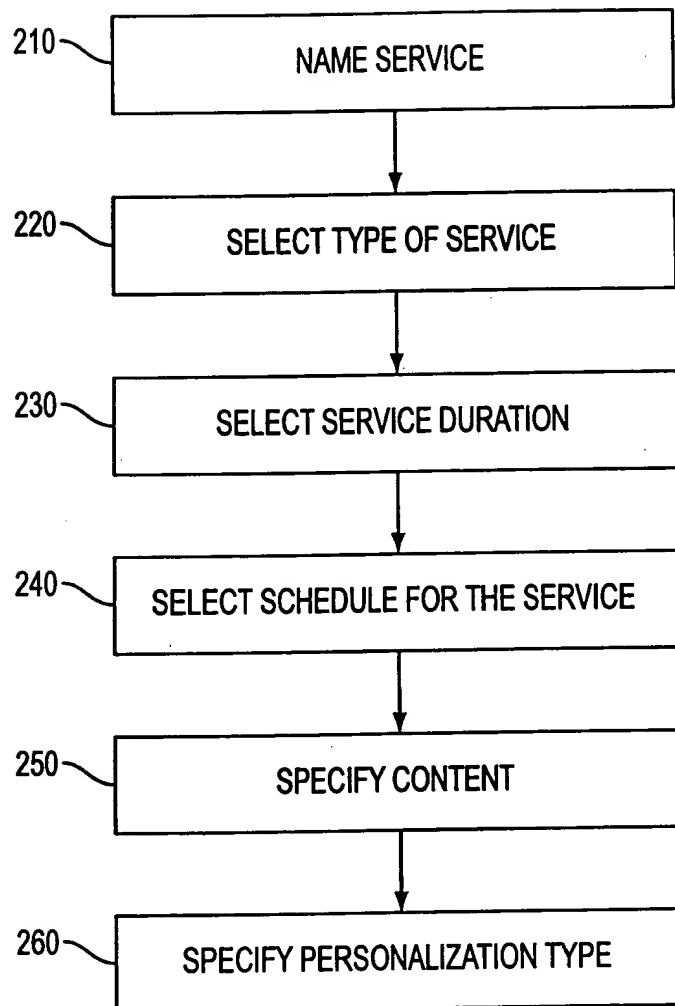 210
NAME SERVICE
220
SELECT TYPE OF SERVICE
230
SELECT SERVICE DURATION
240
SELECT SCHEDULE FOR THE SERVICE
250
SPECIFY CONTENT
260
SPECIFY PERSONALIZATION TYPE